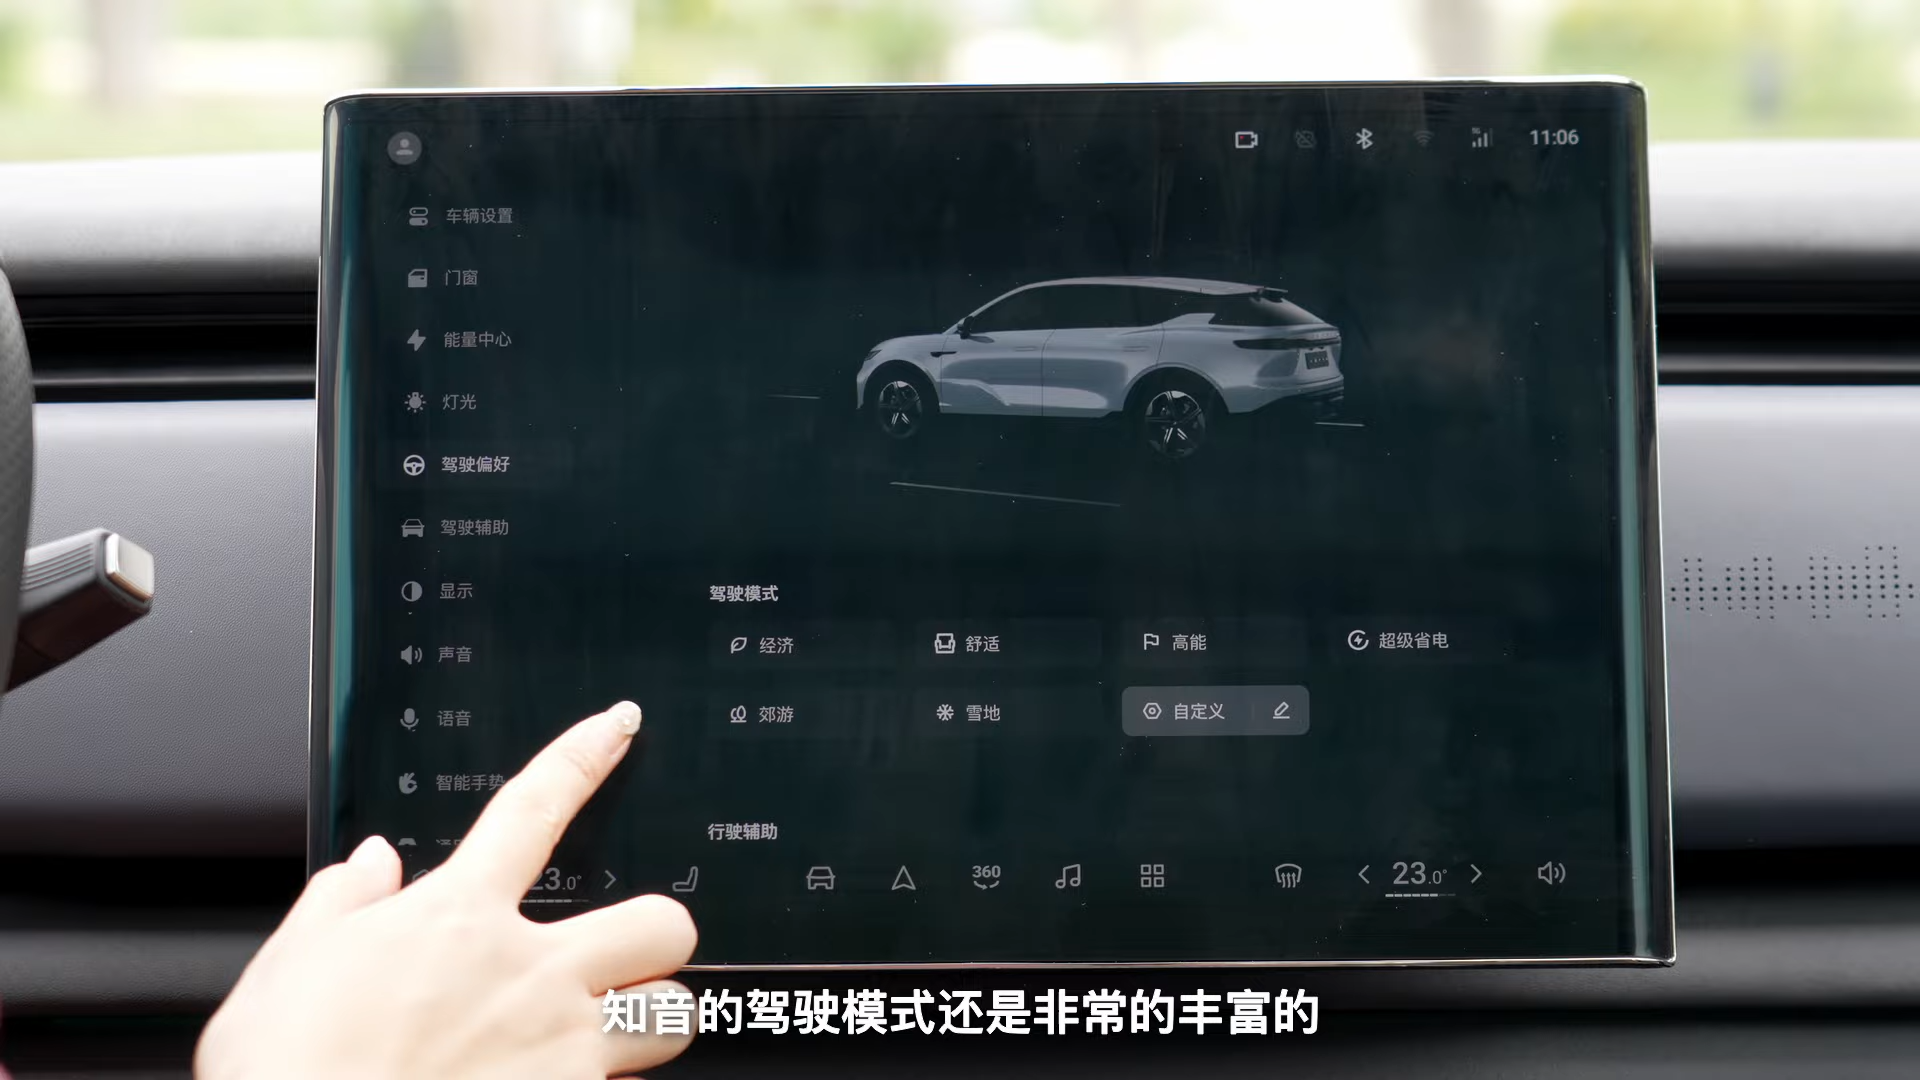 5G 11:06
车辆设置
门窗
能量中心
灯光
驾驶偏好
驾驶辅助
显示
声音
语音
智能手势
驾驶模式
经济 舒适 高能 超级省电
郊游 雪地 自定义
行驶辅助
23.0° 360 23.0°
知音的驾驶模式还是非常的丰富的